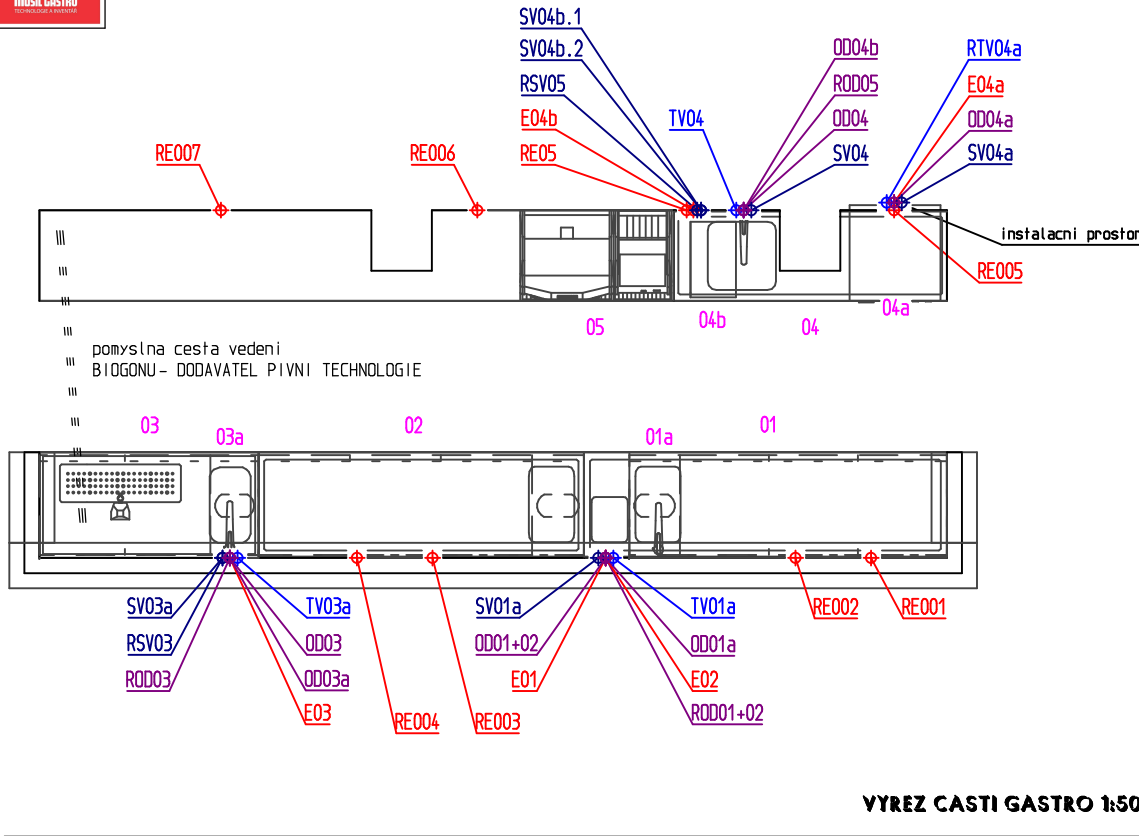 MUSIL GASTRO
TECHNOLOGIE A INVENTÁŘ
SV04b.1
SV04b.2
RSV05
E04b
RE05
TV04
OD04b
ROD05
OD04
SV04
RTV04a
E04a
OD04a
SV04a
RE007
RE006
instalacni prostor
RE005
05
04b
04
04a
pomyslna cesta vedeni
BIOGONU- DODAVATEL PIVNI TECHNOLOGIE
03
03a
02
01a
01
SV03a
RSV03
ROD03
TV03a
OD03
OD03a
E03
RE004
RE003
SV01a
OD01+02
E01
TV01a
OD01a
E02
ROD01+02
RE002
RE001
VYREZ CASTI GASTRO 1:50